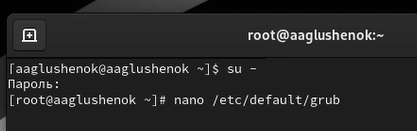 root@aaglushenok:~
[aaglushenok@aaglushenok ~]$ su -
Пароль:
[root@aaglushenok ~]# nano /etc/default/grub